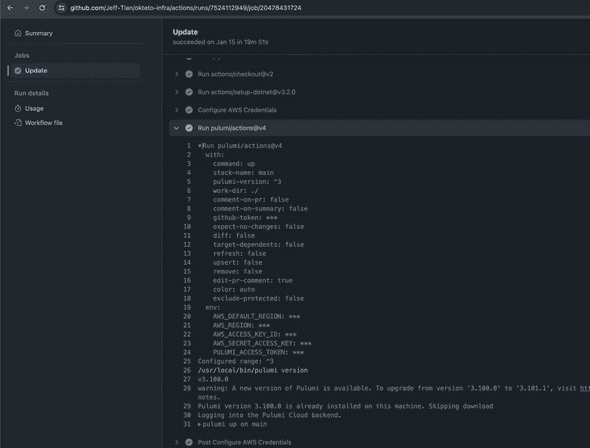 github.com/Jeff-Tian/okteto-infra/actions/runs/7524112949/job/20478431724
Summary
Jobs
Update
Run details
Usage
Workflow file
Update
succeeded on Jan 15 in 19m 51s
Run actions/checkout@v2
Run actions/setup-dotnet@v3.2.0
Configure AWS Credentials
Run pulumi/actions@v4
1 Run pulumi/actions@v4
2 with:
3 command: up
4 stack-name: main
5 pulumi-version: ^3
6 work-dir: ./
7 comment-on-pr: false
8 comment-on-summary: false
9 github-token: ***
10 expect-no-changes: false
11 diff: false
12 target-dependents: false
13 refresh: false
14 upsert: false
15 remove: false
16 edit-pr-comment: true
17 color: auto
18 exclude-protected: false
19 env:
20 AWS_DEFAULT_REGION: ***
21 AWS_REGION: ***
22 AWS_ACCESS_KEY_ID: ***
23 AWS_SECRET_ACCESS_KEY: ***
24 PULUMI_ACCESS_TOKEN: ***
25 Configured range: ^3
26 /usr/local/bin/pulumi version
27 v3.100.0
28 warning: A new version of Pulumi is available. To upgrade from version '3.100.0' to '3.101.1', visit
notes.
29 Pulumi version 3.100.0 is already installed on this machine. Skipping download
30 Logging into the Pulumi Cloud backend.
31 pulumi up on main
Post Configure AWS Credentials